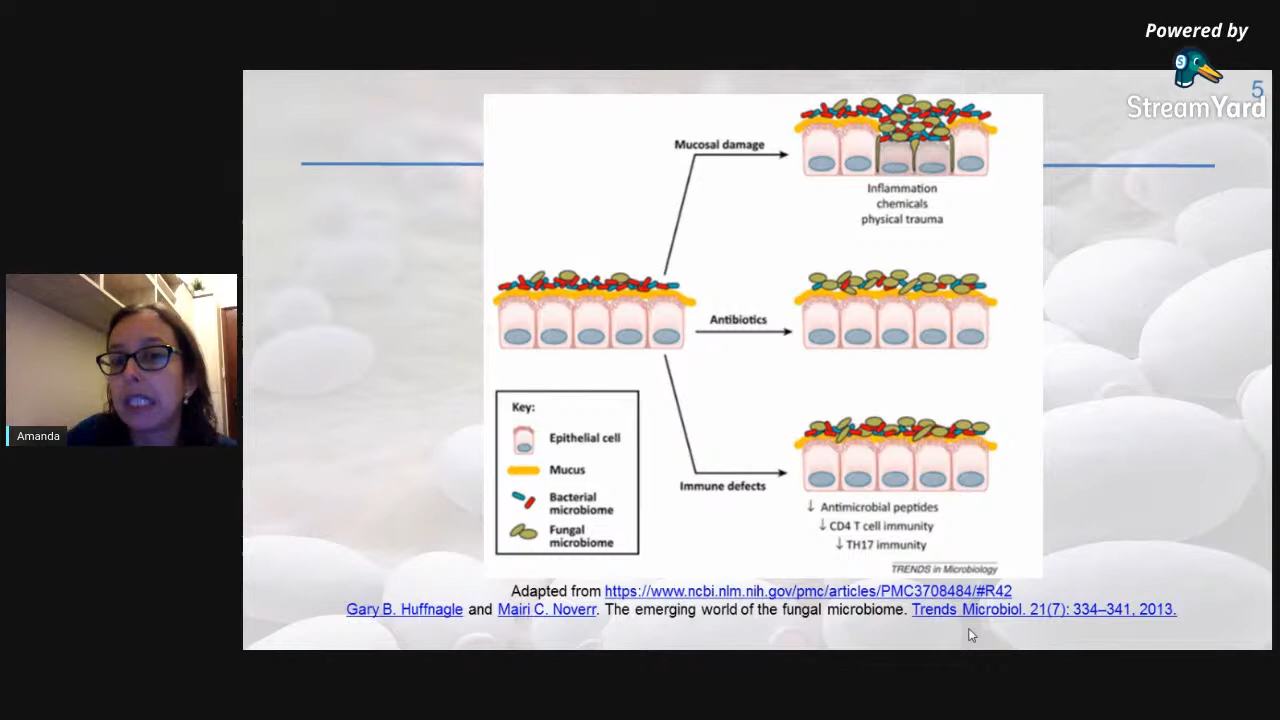 Powered by
StreamYard
5
Mucosal damage
Inflammation
chemicals
physical trauma
Antibiotics
Key:
Epithelial cell
Mucus
Bacterial
microbiome
Fungal
microbiome
Immune defects
↓ Antimicrobial peptides
↓ CD4 T cell immunity
↓ TH17 immunity
TRENDS in Microbiology
Adapted from https://www.ncbi.nlm.nih.gov/pmc/articles/PMC3708484/#R42
Gary B. Huffnagle and Mairi C. Noverr. The emerging world of the fungal microbiome. Trends Microbiol. 21(7): 334–341, 2013.
Amanda